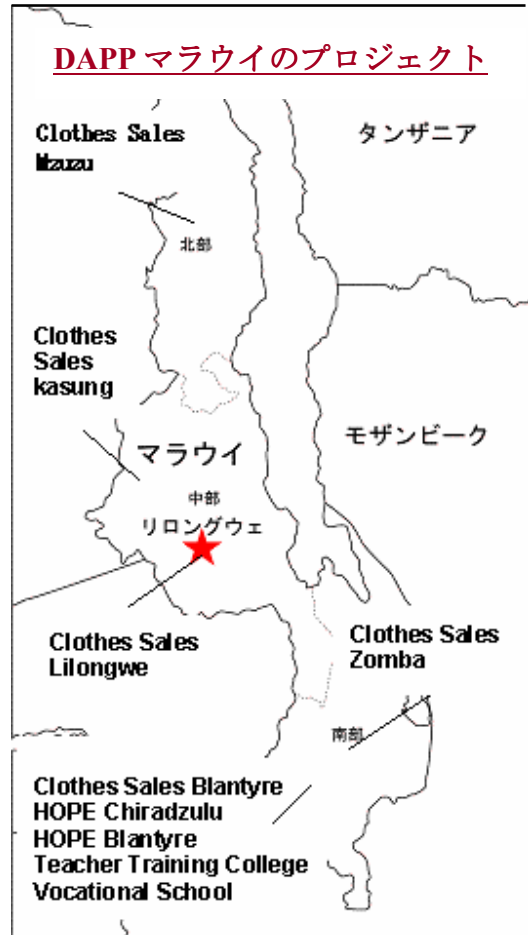 DAPP マラウイのプロジェクト
Clothes Sales
Mzuzu
タンザニア
北部
Clothes
Sales
kasung
モザンビーク
マラウイ
中部
リロングウェ
Clothes Sales
Lilongwe
Clothes Sales
Zomba
南部
Clothes Sales Blantyre
HOPE Chiradzulu
HOPE Blantyre
Teacher Training College
Vocational School